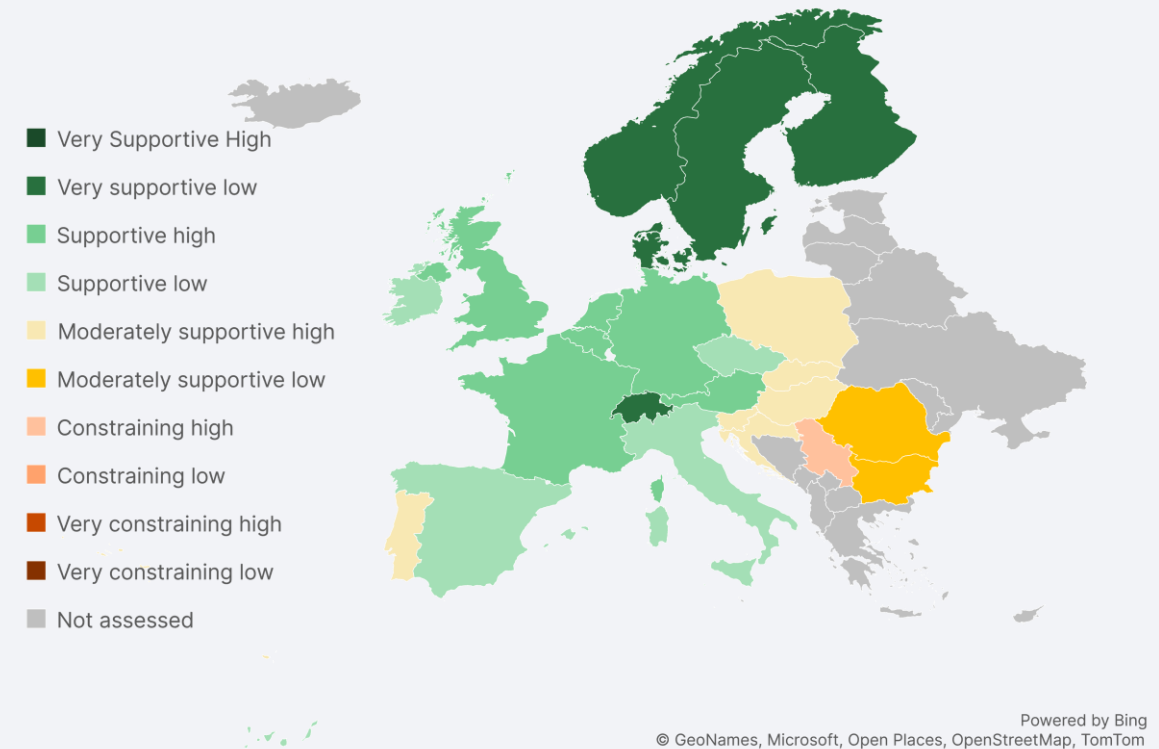 Very Supportive High
Very supportive low
Supportive high
Supportive low
Moderately supportive high
Moderately supportive low
Constraining high
Constraining low
Very constraining high
Very constraining low
Not assessed
Powered by Bing
© GeoNames, Microsoft, Open Places, OpenStreetMap, TomTom